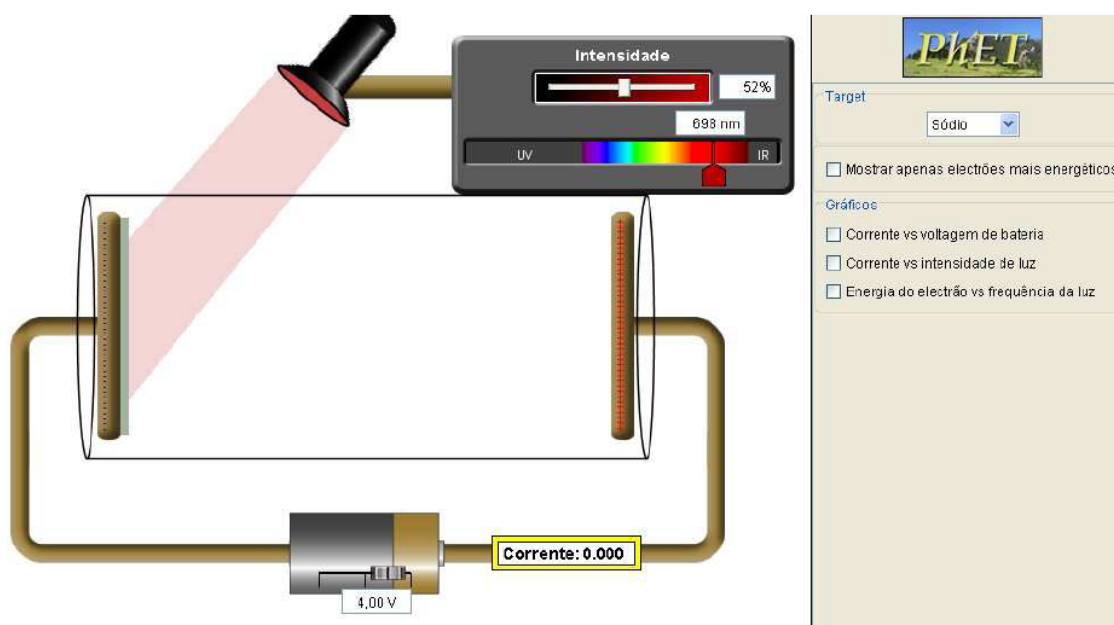 Intensidade
52%
698 nm
UV
IR
Corrente: 0.000
4,00 V
PhET
Target
Sódio
Mostrar apenas electrões mais energéticos
Gráficos
Corrente vs voltagem de bateria
Corrente vs intensidade de luz
Energia do electrão vs frequência da luz